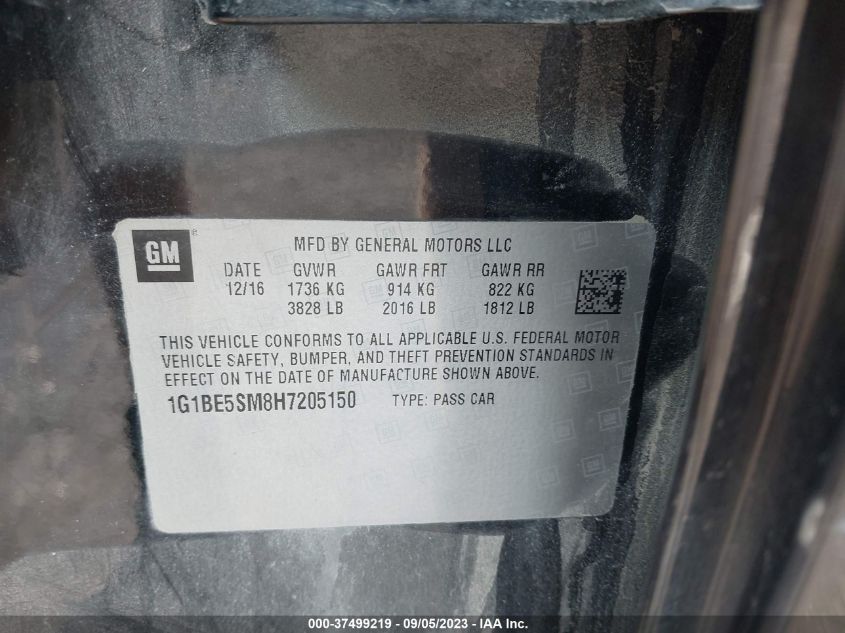 GM ®
MFD BY GENERAL MOTORS LLC
DATE GVWR GAWR FRT GAWR RR
12/16 1736 KG 914 KG 822 KG
3828 LB 2016 LB 1812 LB
THIS VEHICLE CONFORMS TO ALL APPLICABLE U.S. FEDERAL MOTOR
VEHICLE SAFETY, BUMPER, AND THEFT PREVENTION STANDARDS IN
EFFECT ON THE DATE OF MANUFACTURE SHOWN ABOVE.
1G1BE5SM8H7205150 TYPE: PASS CAR
000-37499219 - 09/05/2023 - IAA Inc.